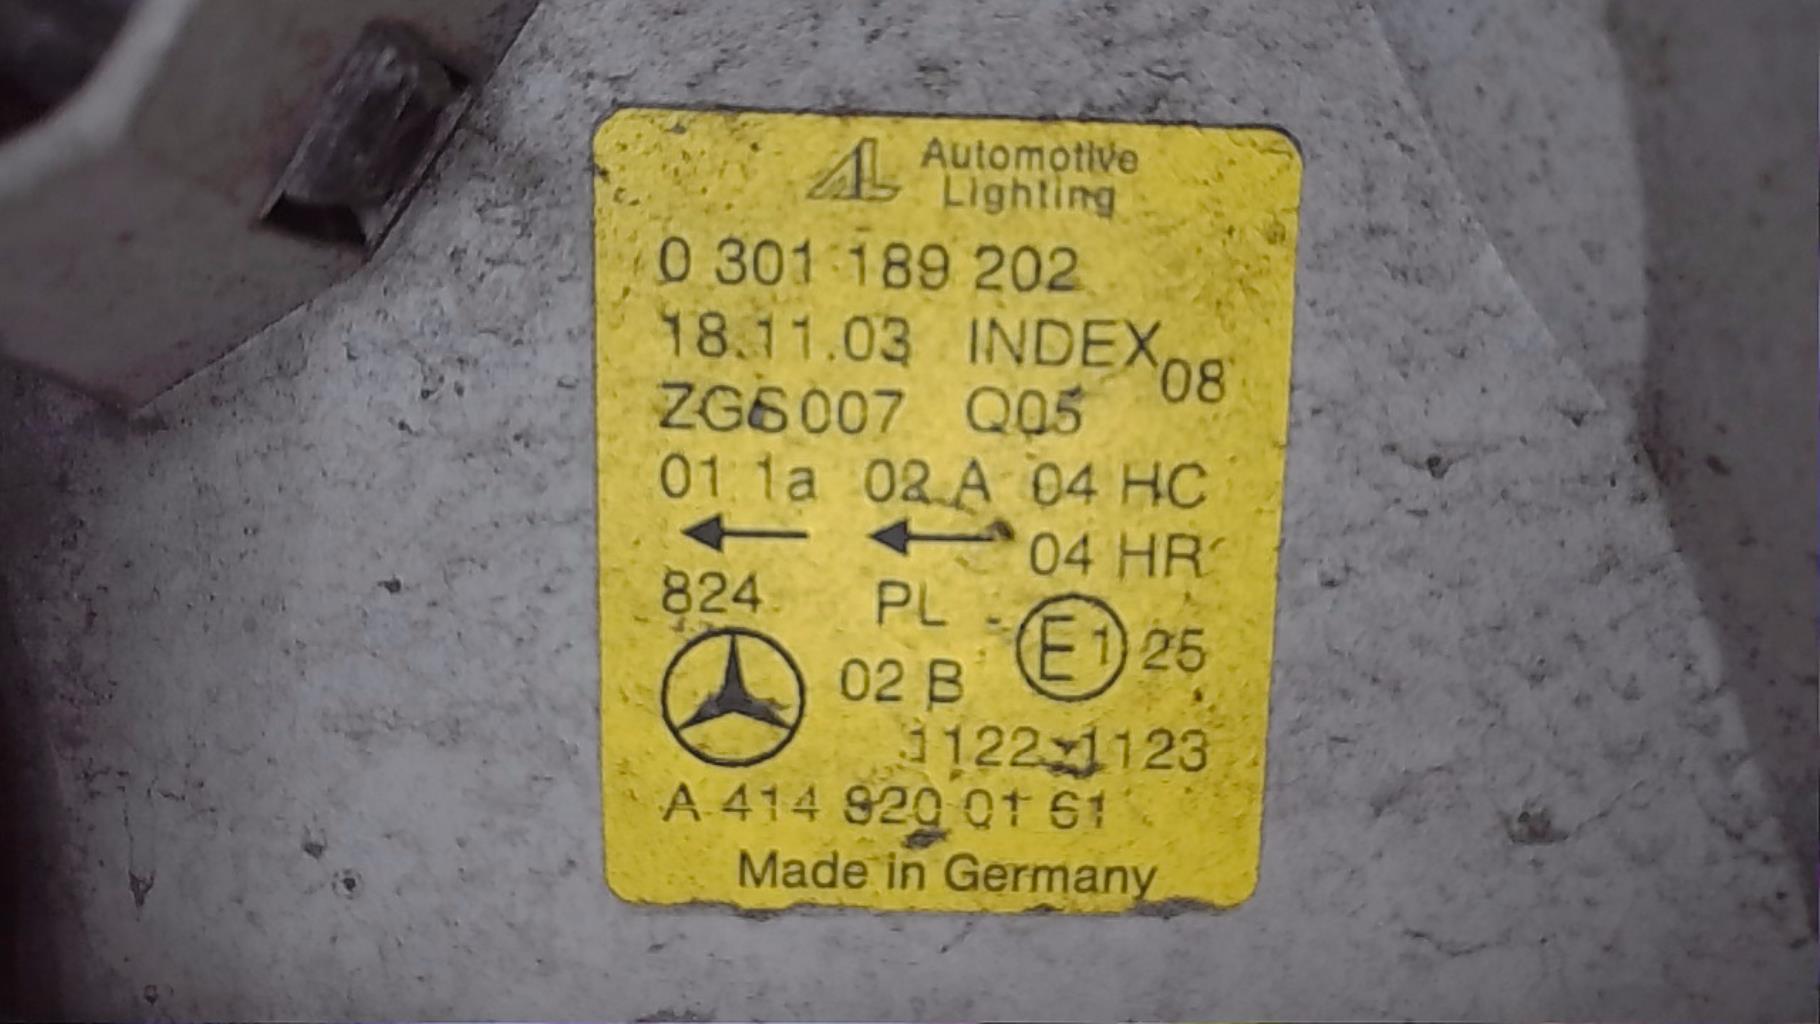 AL Automotive
Lighting
0 301 189 202
18.11.03 INDEX 08
ZGS007 Q05
01 1a 02 A 04 HC
04 HR
824 PL
E1 25
02 B
1122 1123
A 414 820 01 61
Made in Germany